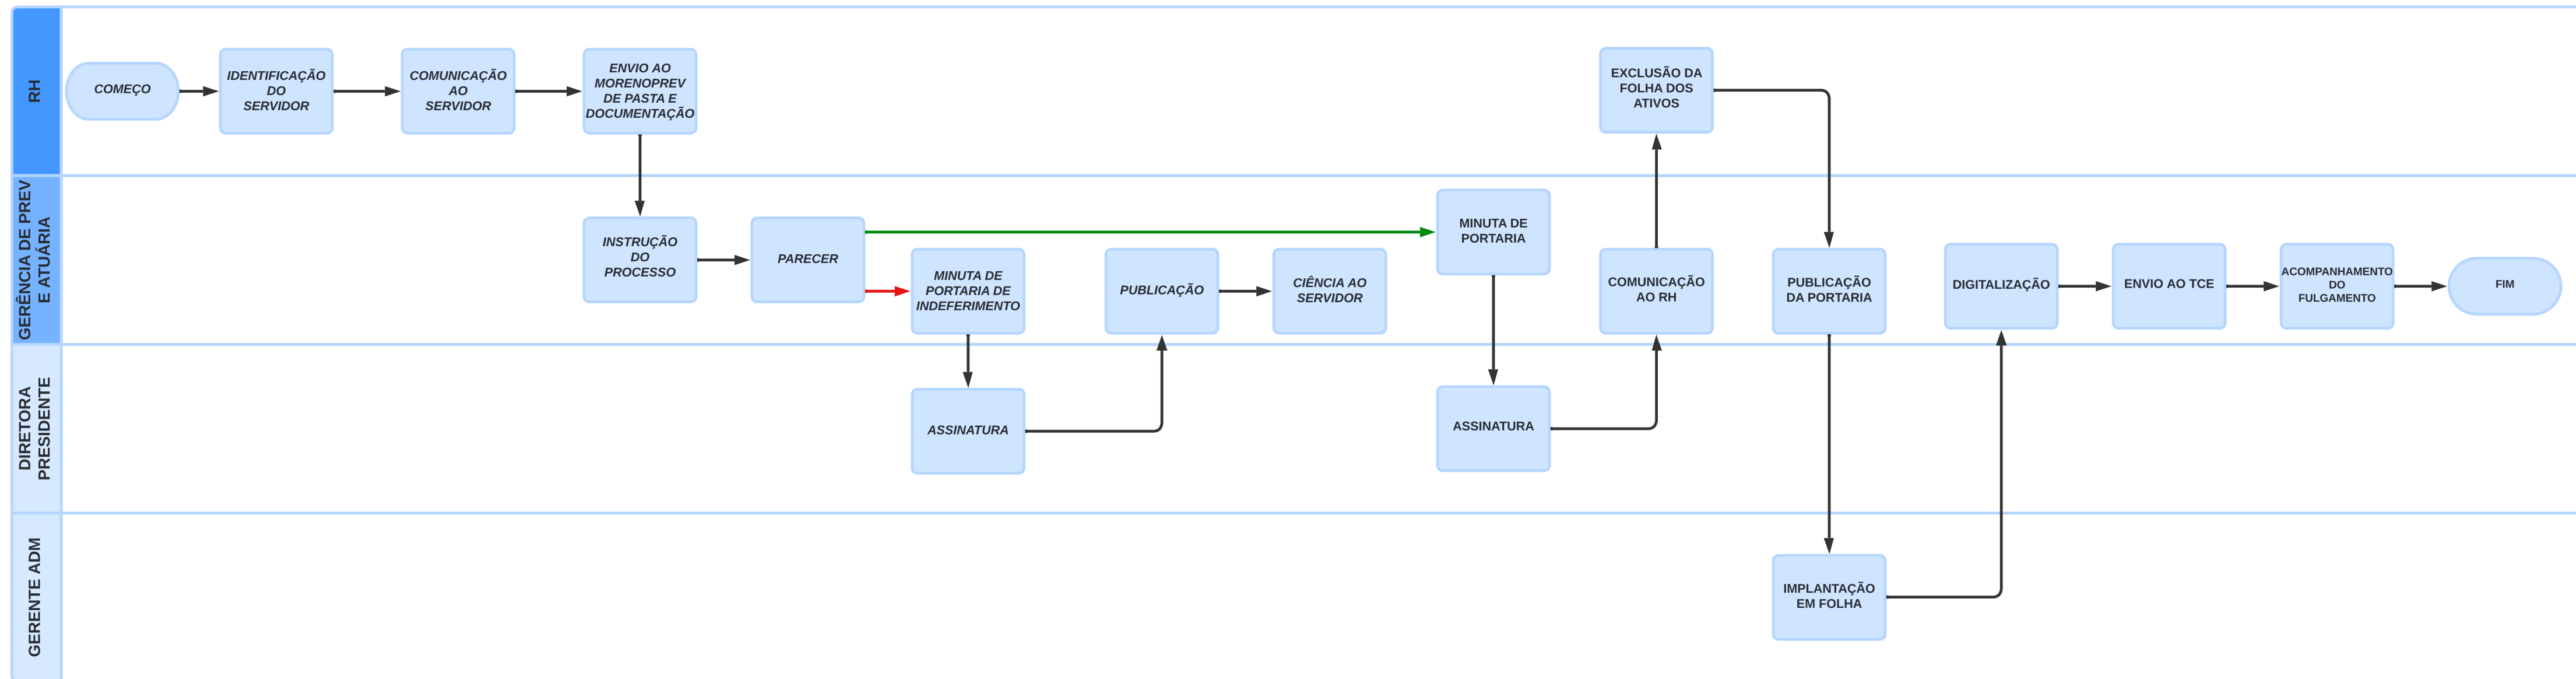 RH
COMEÇO
IDENTIFICAÇÃO
DO
SERVIDOR
COMUNICAÇÃO
AO
SERVIDOR
ENVIO AO
MORENOPREV
DE PASTA E
DOCUMENTAÇÃO
EXCLUSÃO DA
FOLHA DOS
ATIVOS
GERÊNCIA DE PREV
E ATUÁRIA
INSTRUÇÃO
DO
PROCESSO
PARECER
MINUTA DE
PORTARIA DE
INDEFERIMENTO
PUBLICAÇÃO
CIÊNCIA AO
SERVIDOR
MINUTA DE
PORTARIA
COMUNICAÇÃO
AO RH
PUBLICAÇÃO
DA PORTARIA
DIGITALIZAÇÃO
ENVIO AO TCE
ACOMPANHAMENTO
DO
FULGAMENTO
FIM
DIRETORA
PRESIDIENTE
ASSINATURA
ASSINATURA
GERENTE ADM
IMPLANTAÇÃO
EM FOLHA